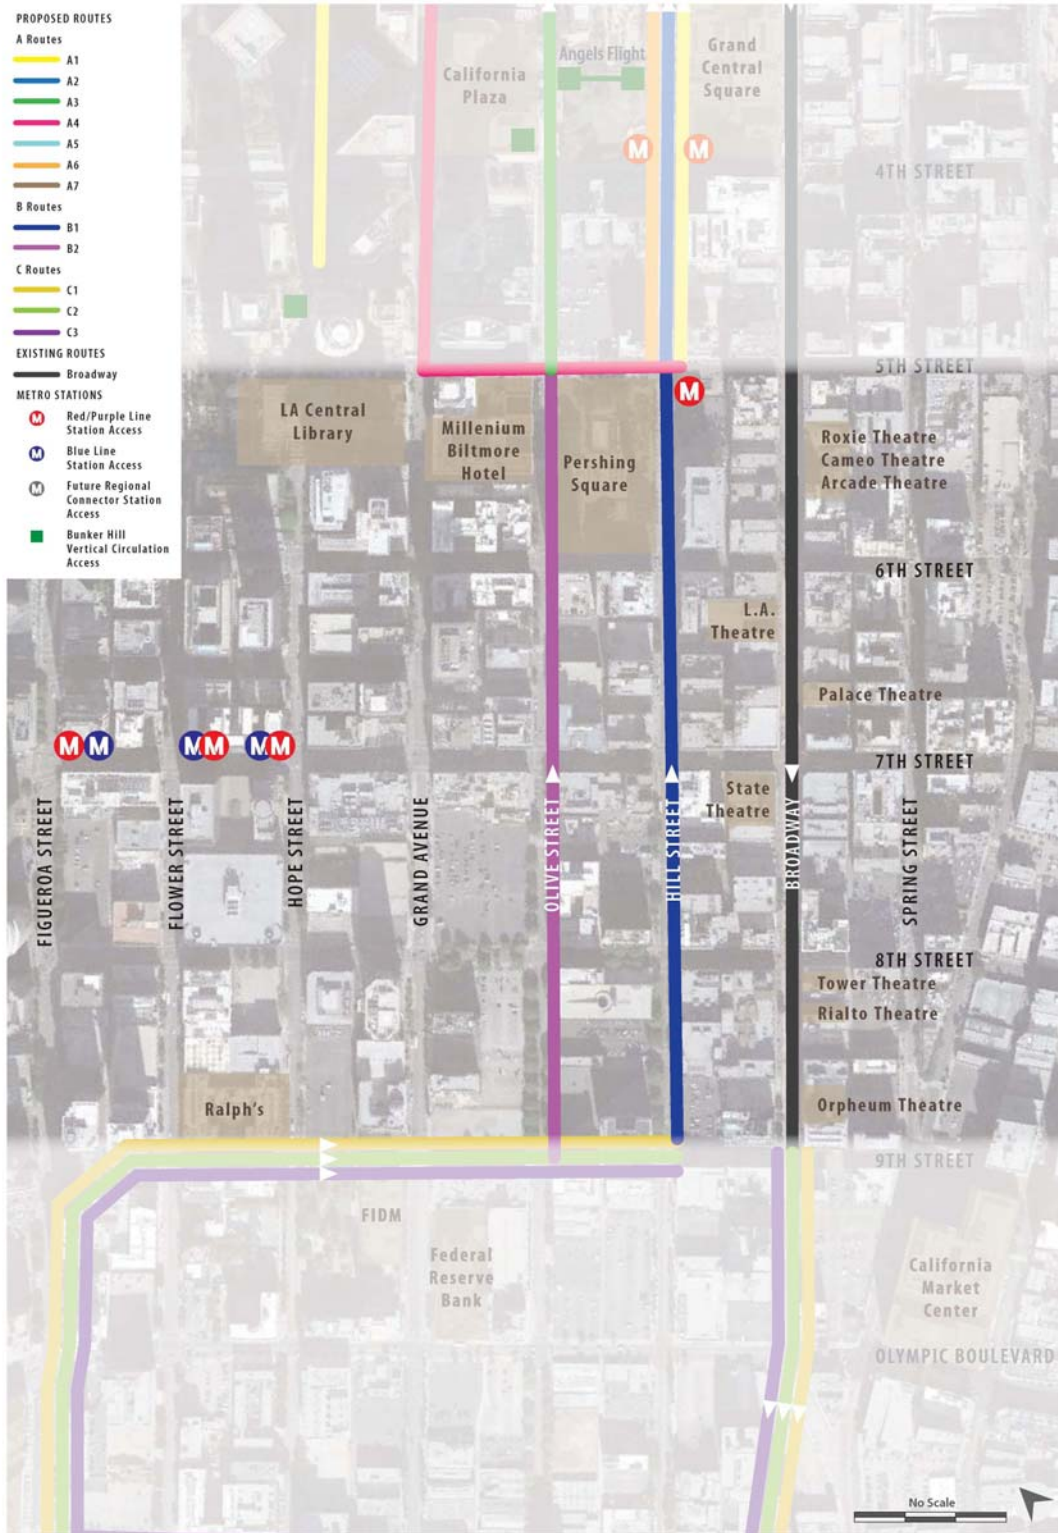 PROPOSED ROUTES
A Routes
A1
A2
A3
A4
A5
A6
A7
B Routes
B1
B2
C Routes
C1
C2
C3
EXISTING ROUTES
Broadway
METRO STATIONS
M Red/Purple Line
Station Access
M Blue Line
Station Access
M Future Regional
Connector Station
Access
Bunker Hill
Vertical Circulation
Access
California
Plaza
Angels Flight
Grand
Central
Square
M M
4TH STREET
5TH STREET
M
LA Central
Library
Millenium
Biltmore
Hotel
Pershing
Square
Roxie Theatre
Cameo Theatre
Arcade Theatre
6TH STREET
L.A.
Theatre
Palace Theatre
M M M M M M
7TH STREET
State
Theatre
FIGUEROA STREET
FLOWER STREET
HOPE STREET
GRAND AVENUE
OLIVE STREET
HILL STREET
BROADWAY
SPRING STREET
8TH STREET
Tower Theatre
Rialto Theatre
Ralph's
Orpheum Theatre
9TH STREET
FIDM
Federal
Reserve
Bank
California
Market
Center
OLYMPIC BOULEVARD
No Scale